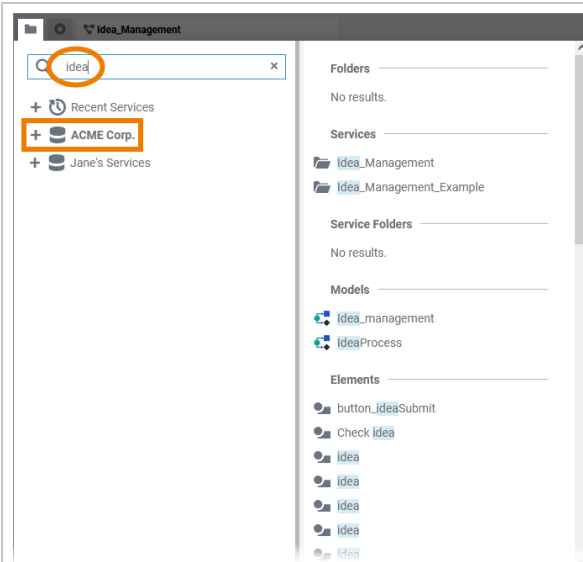 Idea_Management
idea
Recent Services
ACME Corp.
Jane's Services
Folders
No results.
Services
Idea_Management
Idea_Management_Example
Service Folders
No results.
Models
Idea_management
IdeaProcess
Elements
button_ideaSubmit
Check idea
idea
idea
idea
idea
Idea